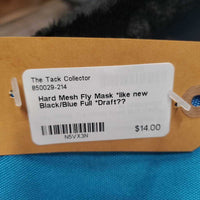 The Tack Collector
850029-214
Hard Mesh Fly Mask *like new
Black/Blue Full *Draft??
$14.00
N5VX3N